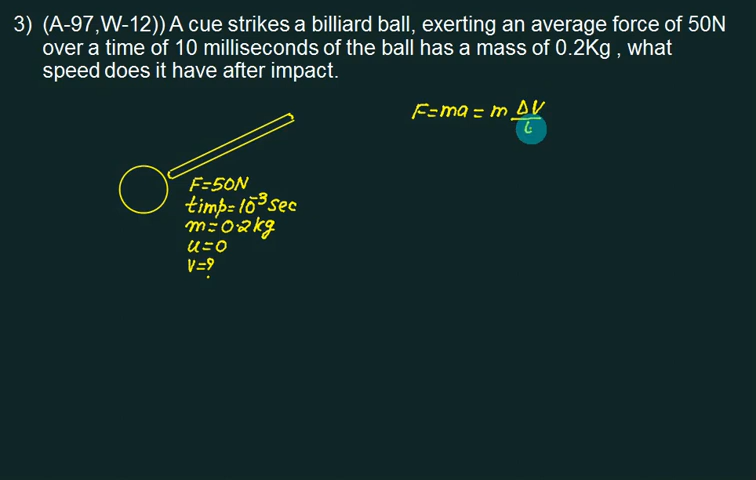 3) (A-97,W-12)) A cue strikes a billiard ball, exerting an average force of 50N
over a time of 10 milliseconds of the ball has a mass of 0.2Kg , what
speed does it have after impact.
F=ma = m ΔV/t
F=50N
timp=10⁻³sec
m=0.2kg
u=0
V=?